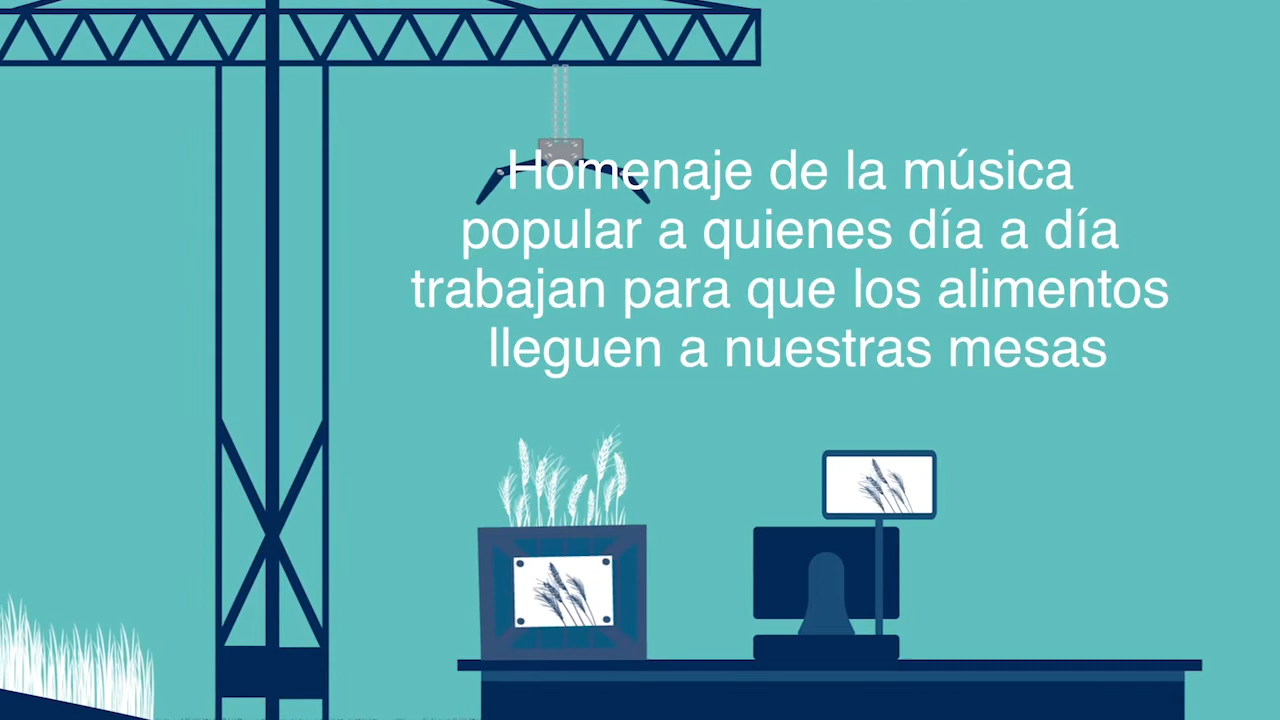 Homenaje de la música
popular a quienes día a día
trabajan para que los alimentos
lleguen a nuestras mesas